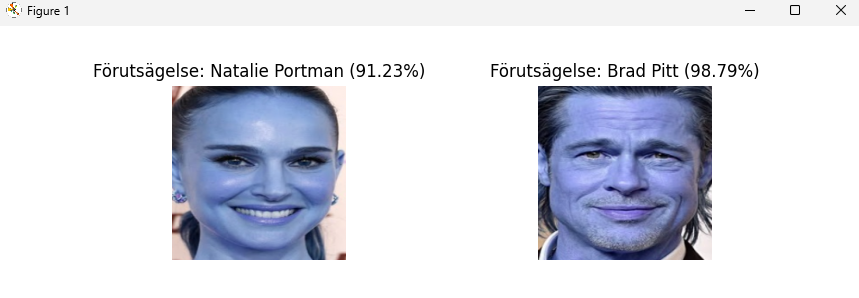 Figure 1
Förutsägelse: Natalie Portman (91.23%)
Förutsägelse: Brad Pitt (98.79%)